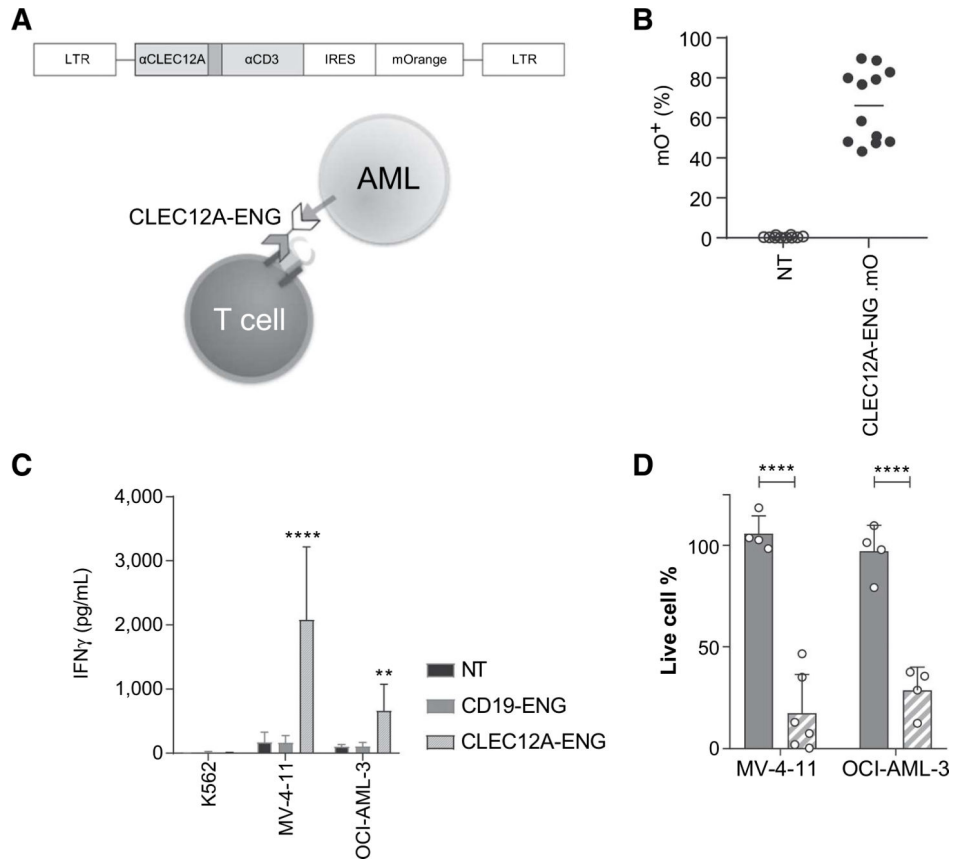 A
LTR
αCLEC12A
αCD3
IRES
mOrange
LTR
AML
CLEC12A-ENG
T cell
B
mO+ (%)
100
80
60
40
20
0
NT
CLEC12A-ENG .mO
C
IFNγ (pg/mL)
4,000
3,000
2,000
1,000
0
****
**
K562
MV-4-11
OCI-AML-3
NT
CD19-ENG
CLEC12A-ENG
D
**** ****
Live cell %
100
50
0
MV-4-11 OCI-AML-3